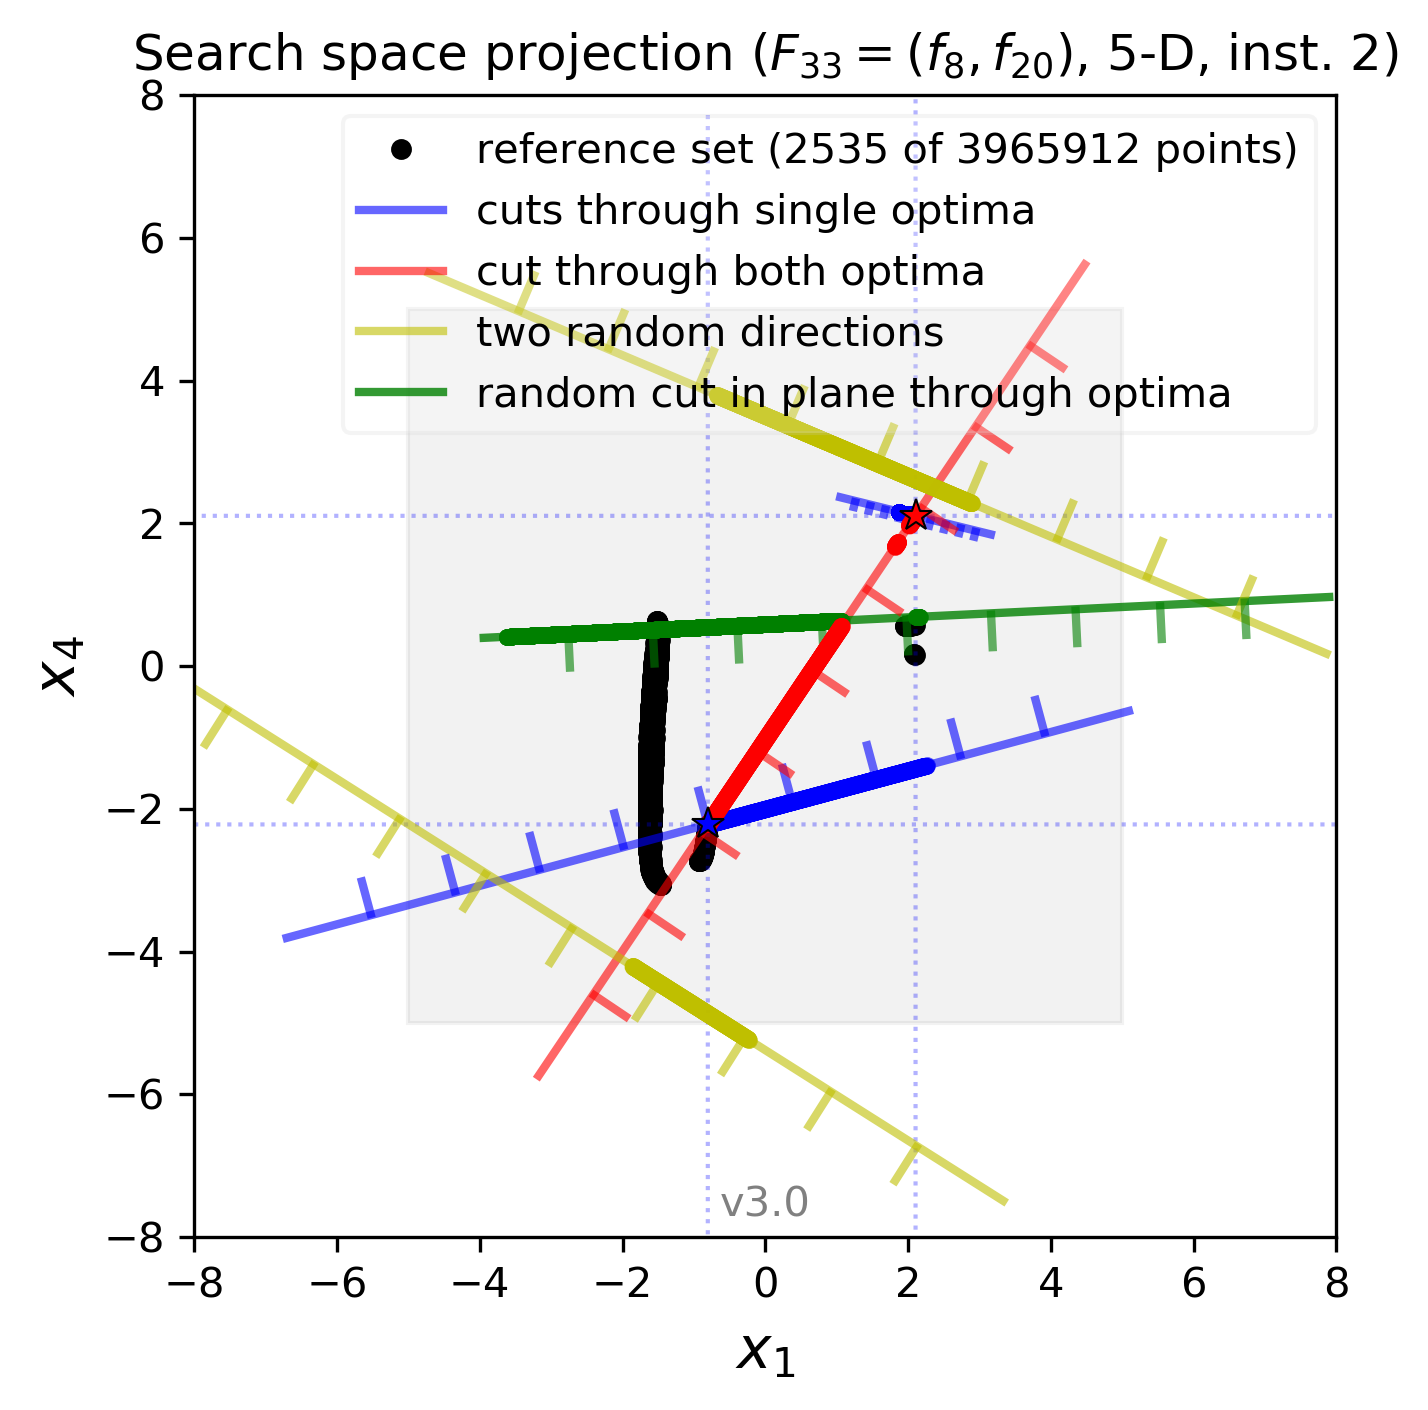 Search space projection (F33 = (f8, f20), 5-D, inst. 2)
8
6
4
2
0
−2
−4
−6
−8
x4
reference set (2535 of 3965912 points)
cuts through single optima
cut through both optima
two random directions
random cut in plane through optima
v3.0
−8 −6 −4 −2 0 2 4 6 8
x1